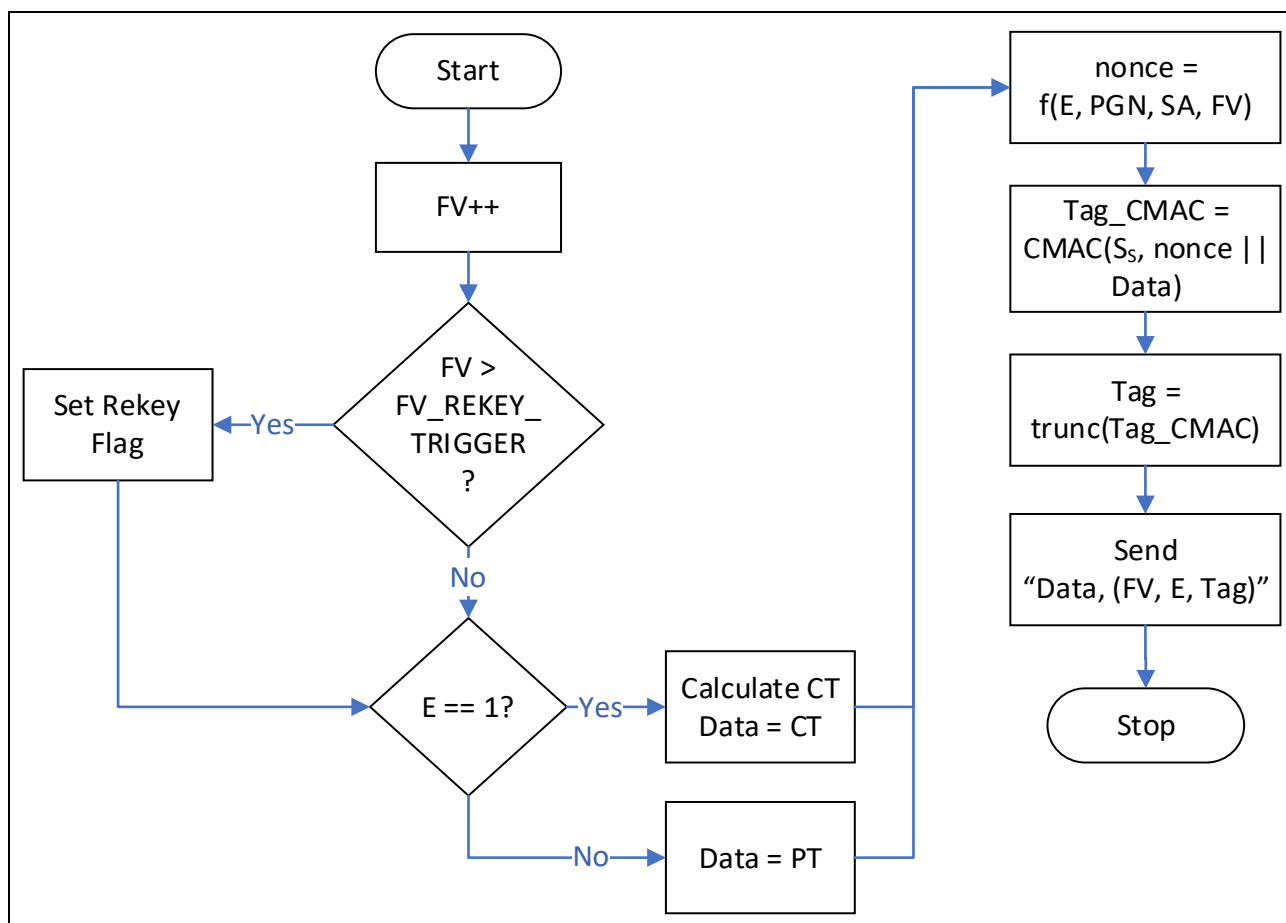 Start
FV++
FV >
FV_REKEY_
TRIGGER
?
Yes
Set Rekey
Flag
No
E == 1?
Yes
Calculate CT
Data = CT
No
Data = PT
nonce =
f(E, PGN, SA, FV)
Tag_CMAC =
CMAC(Sₛ, nonce ||
Data)
Tag =
trunc(Tag_CMAC)
Send
“Data, (FV, E, Tag)”
Stop